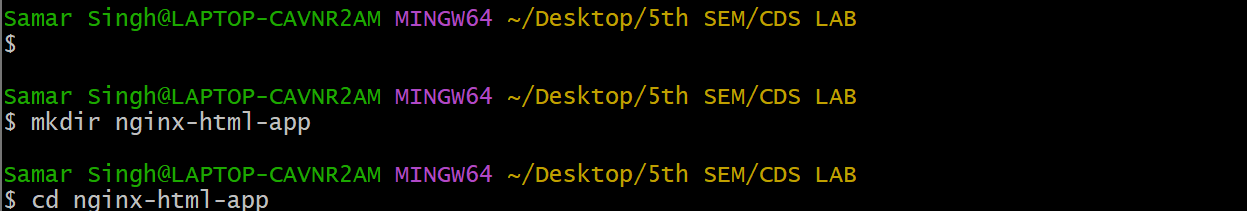 Samar Singh@LAPTOP-CAVNR2AM MINGW64 ~/Desktop/5th SEM/CDS LAB
$
Samar Singh@LAPTOP-CAVNR2AM MINGW64 ~/Desktop/5th SEM/CDS LAB
$ mkdir nginx-html-app
Samar Singh@LAPTOP-CAVNR2AM MINGW64 ~/Desktop/5th SEM/CDS LAB
$ cd nginx-html-app